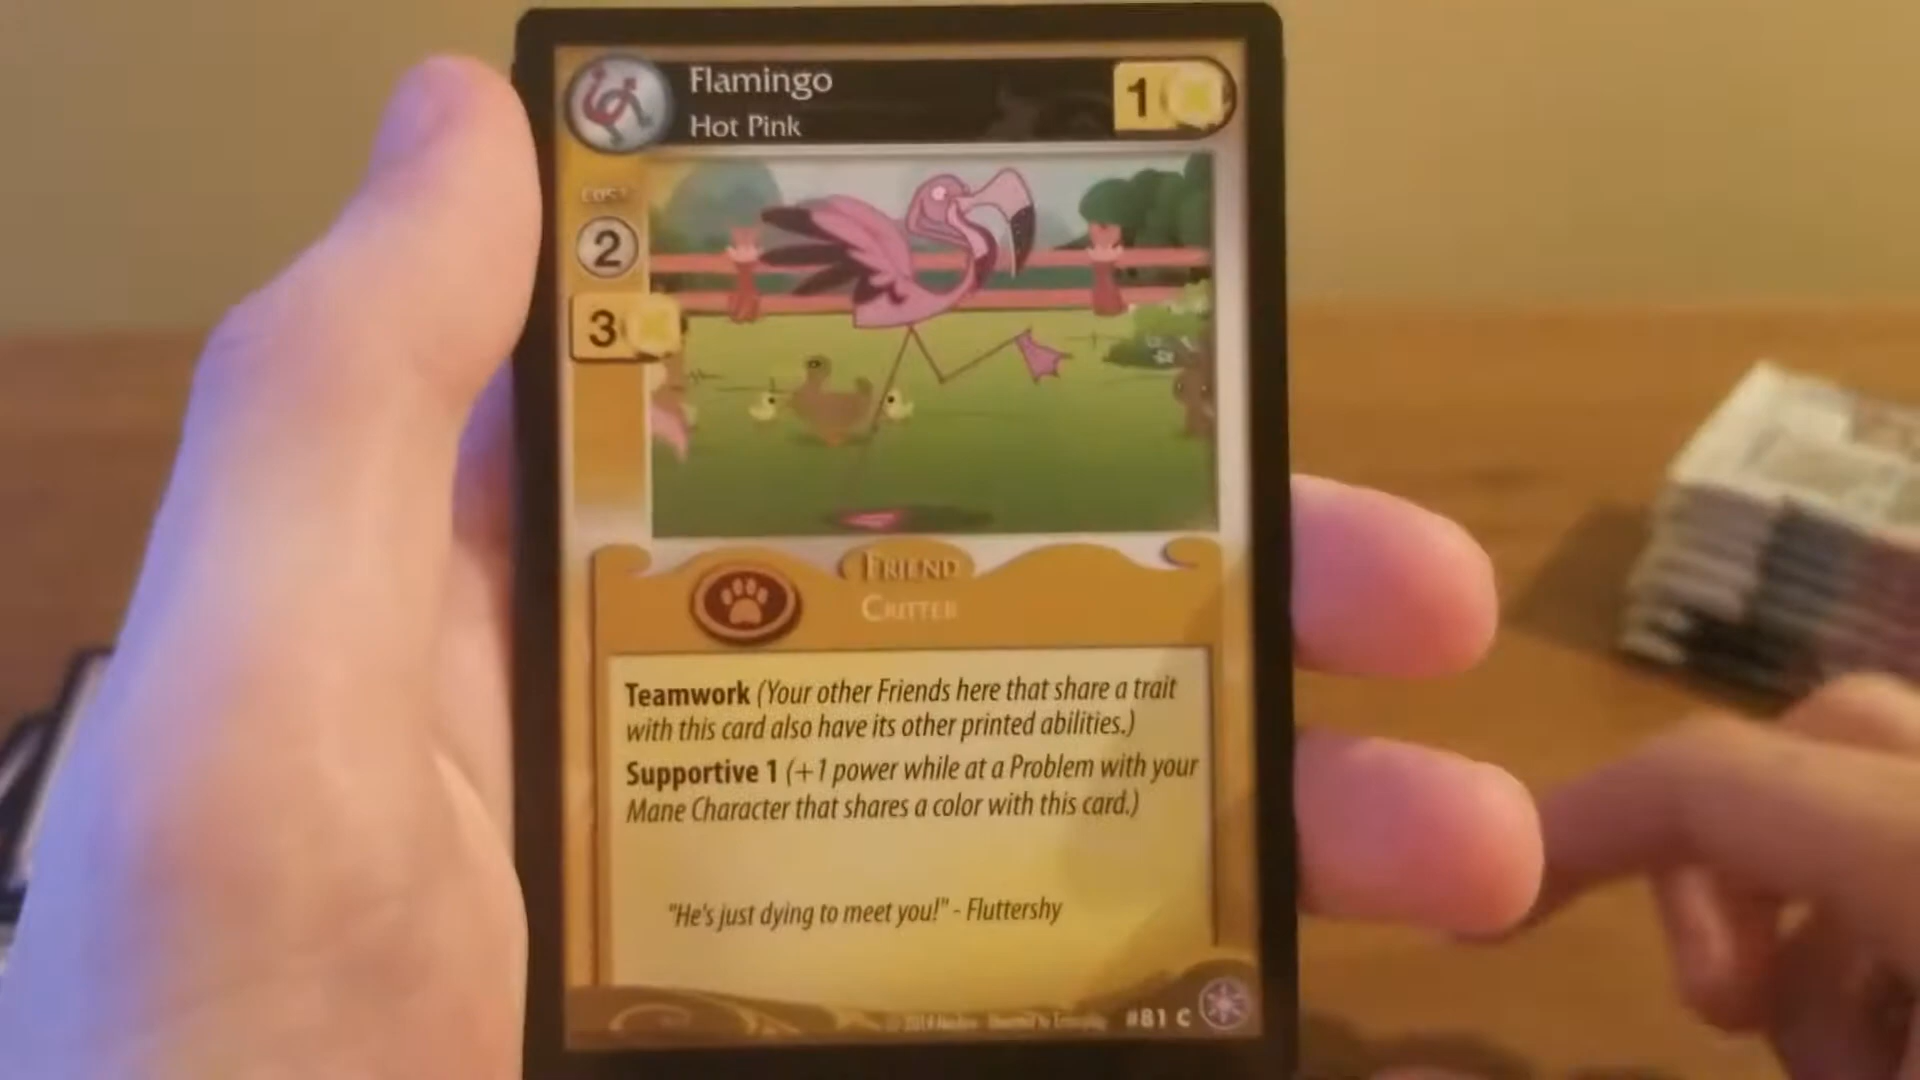 Flamingo
Hot Pink
1
COST
2
3
FRIEND
CRITTER
Teamwork (Your other Friends here that share a trait
with this card also have its other printed abilities.)
Supportive 1 (+1 power while at a Problem with your
Mane Character that shares a color with this card.)
"He's just dying to meet you!" - Fluttershy
#81 C